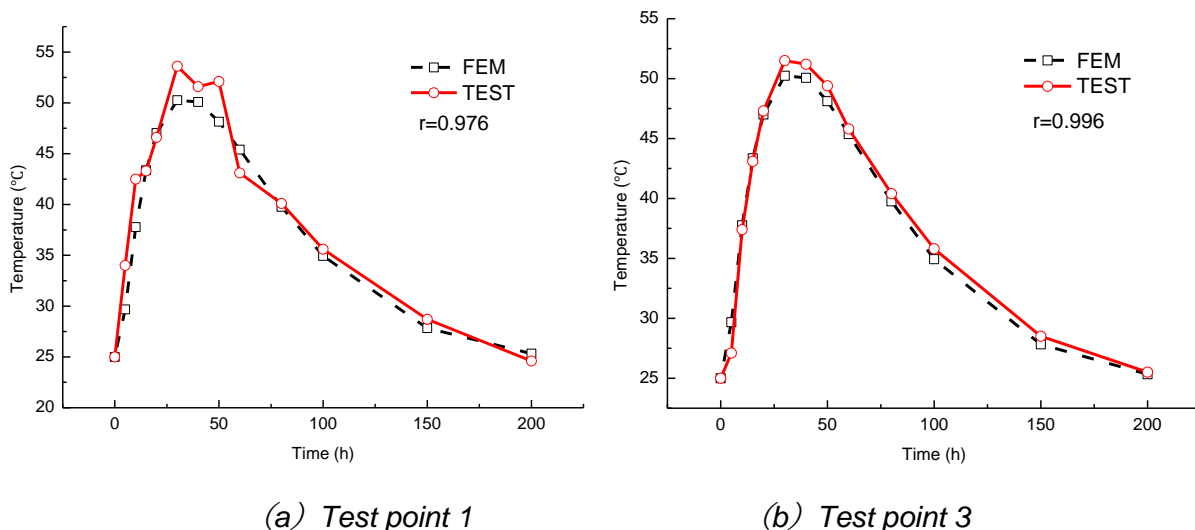 55
50
45
40
35
30
25
20
Temperature (°C)
0
50
100
150
200
Time (h)
FEM
TEST
r=0.976
(a) Test point 1
55
50
45
40
35
30
25
Temperature (°C)
0
50
100
150
200
Time (h)
FEM
TEST
r=0.996
(b) Test point 3